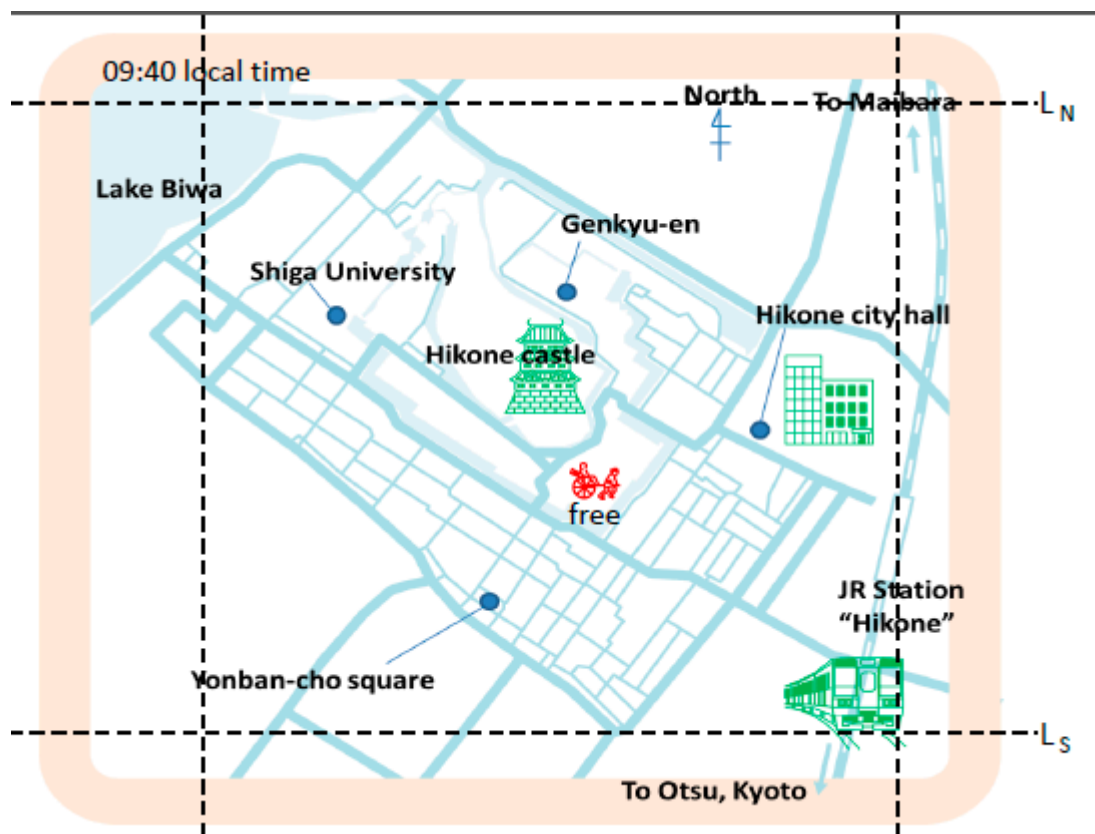 09:40 local time
North
To Maibara
L N
Lake Biwa
Genkyu-en
Shiga University
Hikone city hall
Hikone castle
free
JR Station
“Hikone”
Yonban-cho square
L S
To Otsu, Kyoto